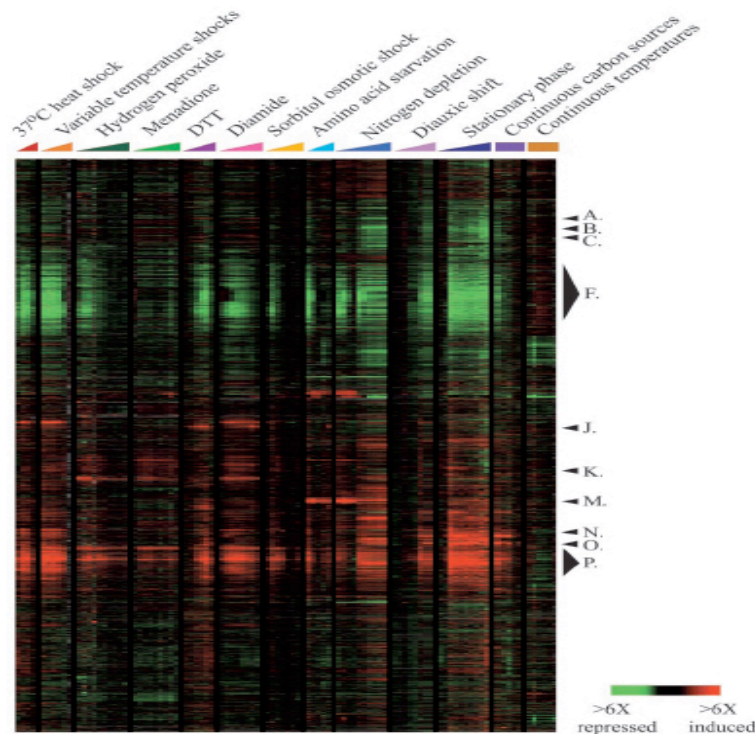 37°C heat shock
Variable temperature shocks
Hydrogen peroxide
Menadione
DTT
Diamide
Sorbitol osmotic shock
Amino acid starvation
Nitrogen depletion
Diauxic shift
Stationary phase
Continuous carbon sources
Continuous temperatures
A.
B.
C.
F.
J.
K.
M.
N.
O.
P.
>6X >6X
repressed induced